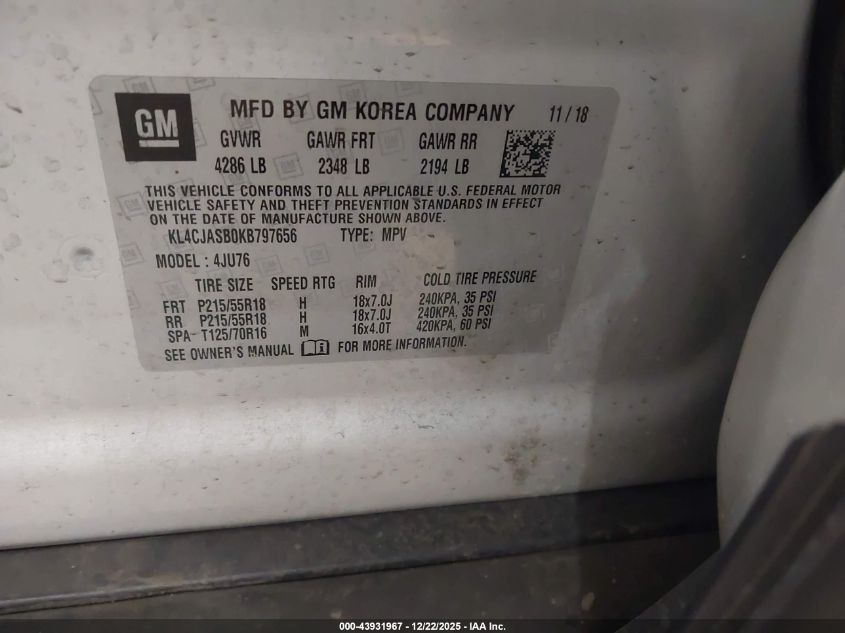 GM
MFD BY GM KOREA COMPANY 11 / 18
GVWR GAWR FRT GAWR RR
4286 LB 2348 LB 2194 LB
THIS VEHICLE CONFORMS TO ALL APPLICABLE U.S. FEDERAL MOTOR
VEHICLE SAFETY AND THEFT PREVENTION STANDARDS IN EFFECT
ON THE DATE OF MANUFACTURE SHOWN ABOVE.
KL4CJASB0KB797656 TYPE: MPV
MODEL : 4JU76
TIRE SIZE SPEED RTG RIM COLD TIRE PRESSURE
FRT P215/55R18 H 18x7.0J 240KPA, 35 PSI
RR P215/55R18 H 18x7.0J 240KPA, 35 PSI
SPA T125/70R16 M 16x4.0T 420KPA, 60 PSI
SEE OWNER'S MANUAL FOR MORE INFORMATION.
000-43931967 - 12/22/2025 - IAA Inc.